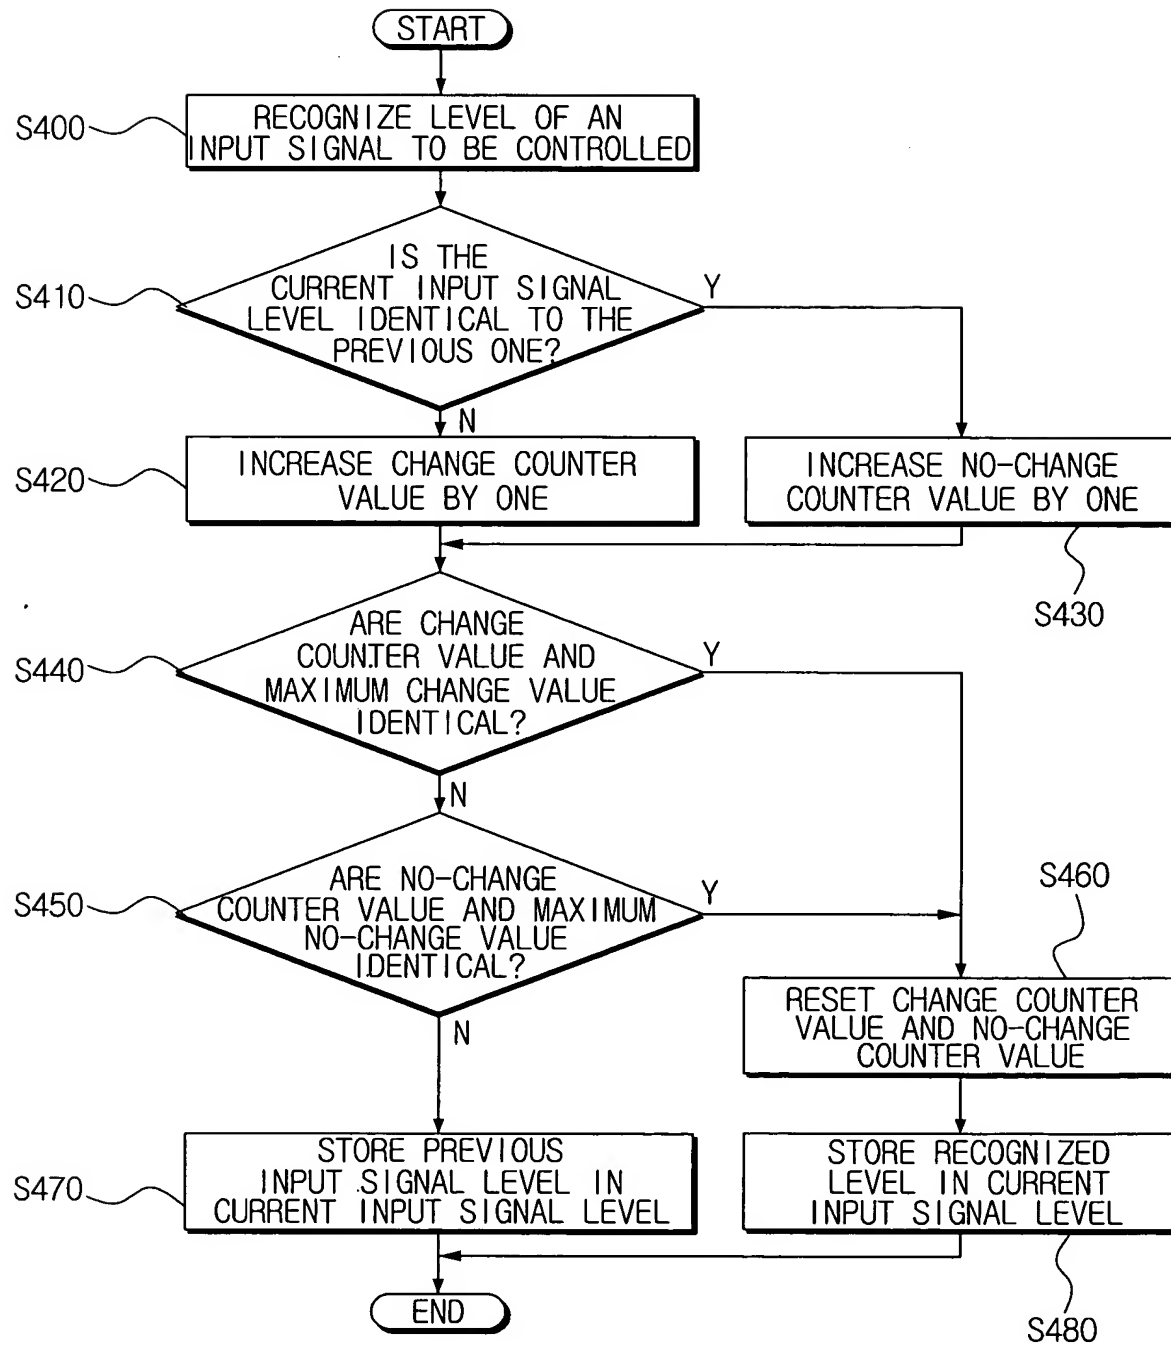 START
S400
RECOGNIZE LEVEL OF AN
INPUT SIGNAL TO BE CONTROLLED
S410
IS THE
CURRENT INPUT SIGNAL
LEVEL IDENTICAL TO THE
PREVIOUS ONE?
Y
N
S420
INCREASE CHANGE COUNTER
VALUE BY ONE
INCREASE NO-CHANGE
COUNTER VALUE BY ONE
S430
S440
ARE CHANGE
COUNTER VALUE AND
MAXIMUM CHANGE VALUE
IDENTICAL?
Y
N
S450
ARE NO-CHANGE
COUNTER VALUE AND MAXIMUM
NO-CHANGE VALUE
IDENTICAL?
Y
N
S460
RESET CHANGE COUNTER
VALUE AND NO-CHANGE
COUNTER VALUE
S470
STORE PREVIOUS
INPUT SIGNAL LEVEL IN
CURRENT INPUT SIGNAL LEVEL
STORE RECOGNIZED
LEVEL IN CURRENT
INPUT SIGNAL LEVEL
S480
END